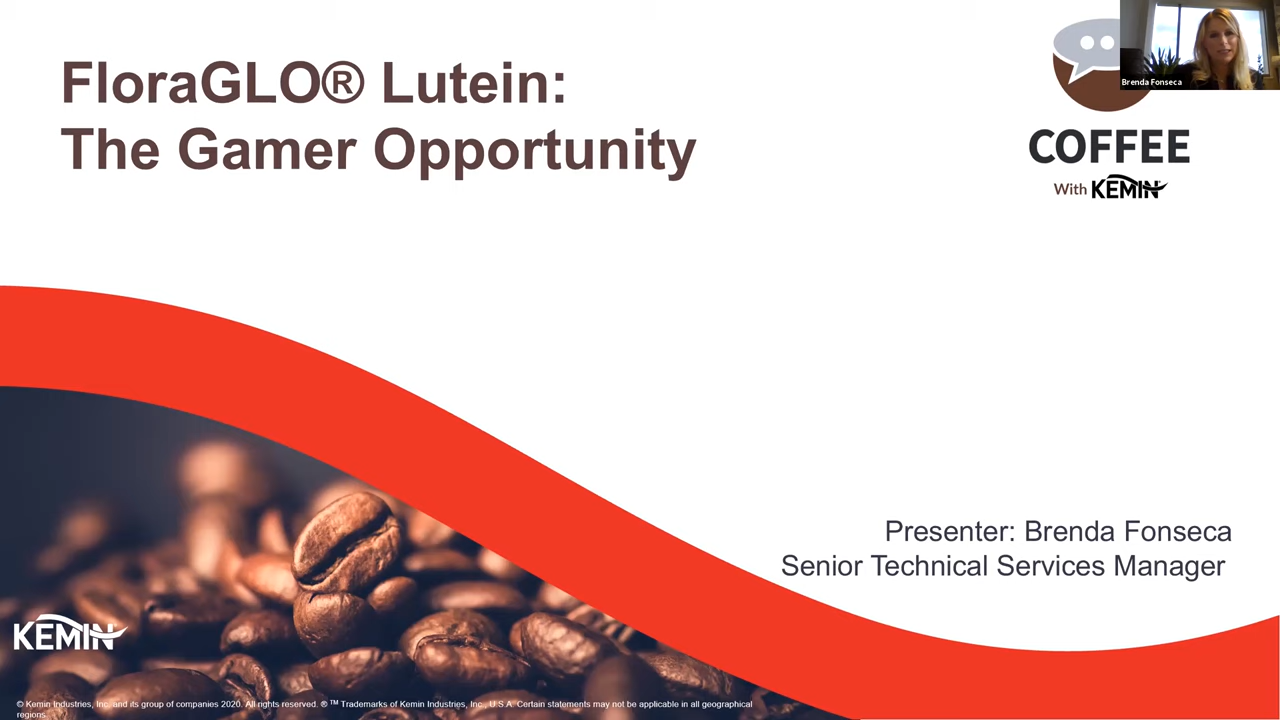 FloraGLO® Lutein:
The Gamer Opportunity
Brenda Fonseca
COFFEE
With KEMIN
Presenter: Brenda Fonseca
Senior Technical Services Manager
KEMIN
© Kemin Industries, Inc. and its group of companies 2020. All rights reserved. ® ™ Trademarks of Kemin Industries, Inc., U.S.A. Certain statements may not be applicable in all geographical
regions.